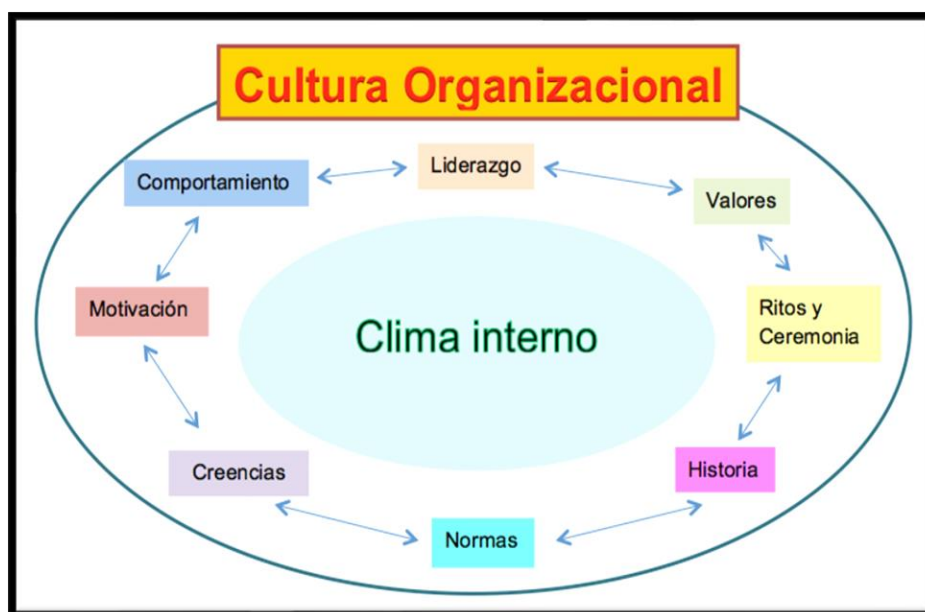 Cultura Organizacional
Liderazgo
Comportamiento
Valores
Motivación
Ritos y
Ceremonia
Clima interno
Creencias
Historia
Normas